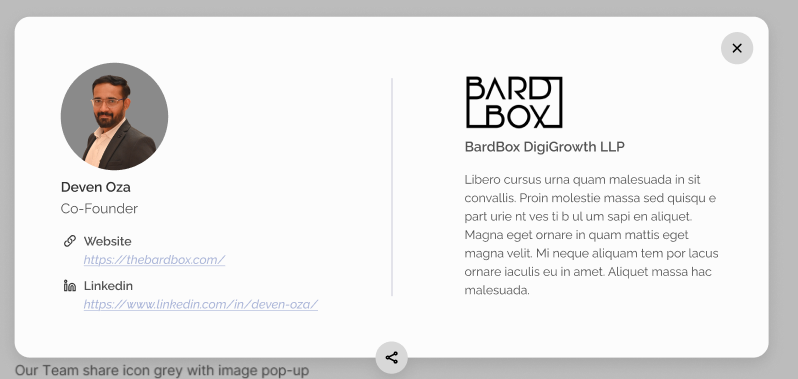 Deven Oza
Co-Founder
Website
https://thebardbox.com/
Linkedin
https://www.linkedin.com/in/deven-oza/
BARD
BOX
BardBox DigiGrowth LLP
Libero cursus urna quam malesuada in sit
convallis. Proin molestie massa sed quisqu e
part urie nt ves ti b ul um sapi en aliquet.
Magna eget ornare in quam mattis eget
magna velit. Mi neque aliquam tem por lacus
ornare iaculis eu in amet. Aliquet massa hac
malesuada.
Our Team share icon grey with image pop-up